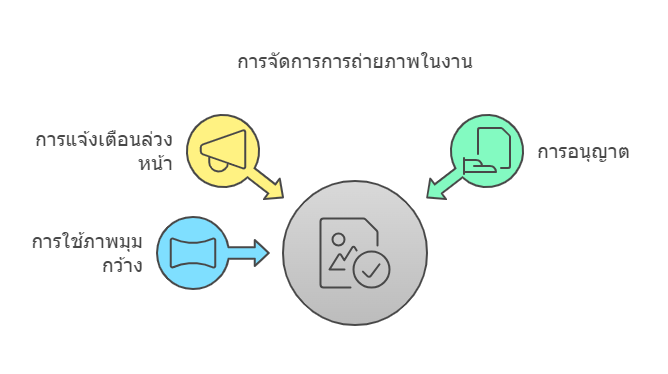 การจัดการการถ่ายภาพในงาน
การแจ้งเตือนล่วง
หน้า
การอนุญาต
การใช้ภาพมุม
กว้าง